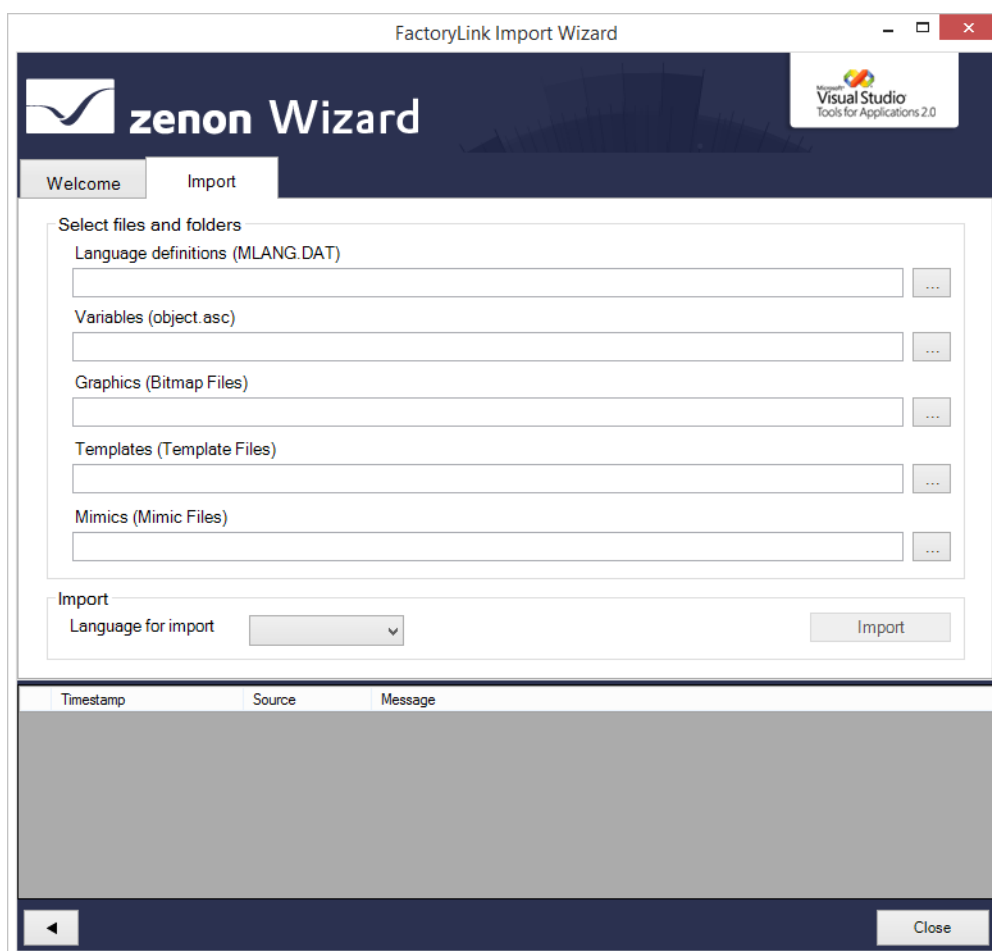 FactoryLink Import Wizard
zenon Wizard
Microsoft
Visual Studio
Tools for Applications 2.0
Welcome
Import
Select files and folders
Language definitions (MLANG.DAT)
...
Variables (object.asc)
...
Graphics (Bitmap Files)
...
Templates (Template Files)
...
Mimics (Mimic Files)
...
Import
Language for import
Import
Timestamp Source Message
Close